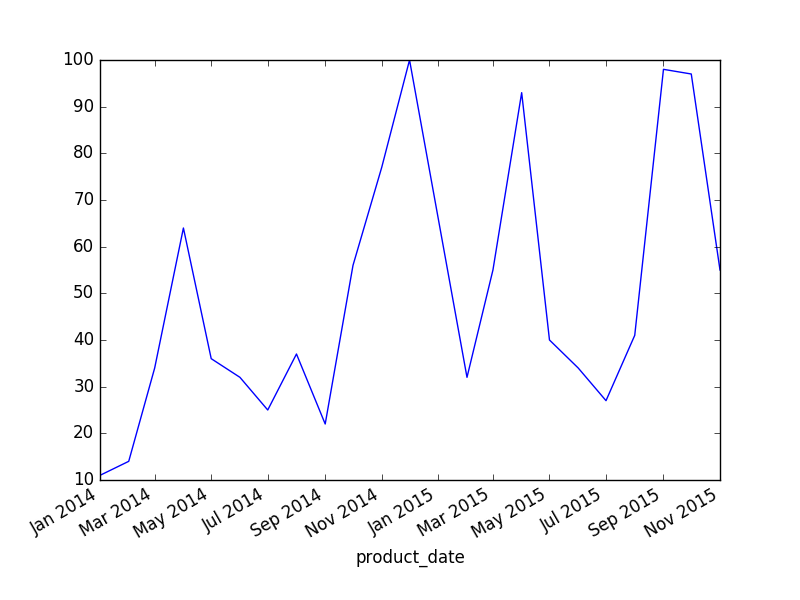 100
90
80
70
60
50
40
30
20
10
Jan 2014
Mar 2014
May 2014
Jul 2014
Sep 2014
Nov 2014
Jan 2015
Mar 2015
May 2015
Jul 2015
Sep 2015
Nov 2015
product_date